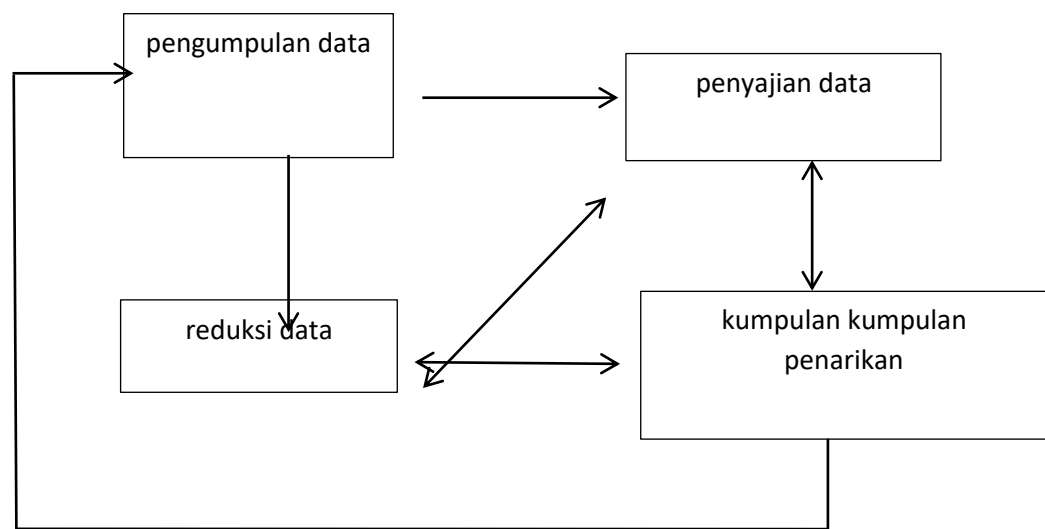 pengumpulan data
penyajian data
reduksi data
kumpulan kumpulan
penarikan